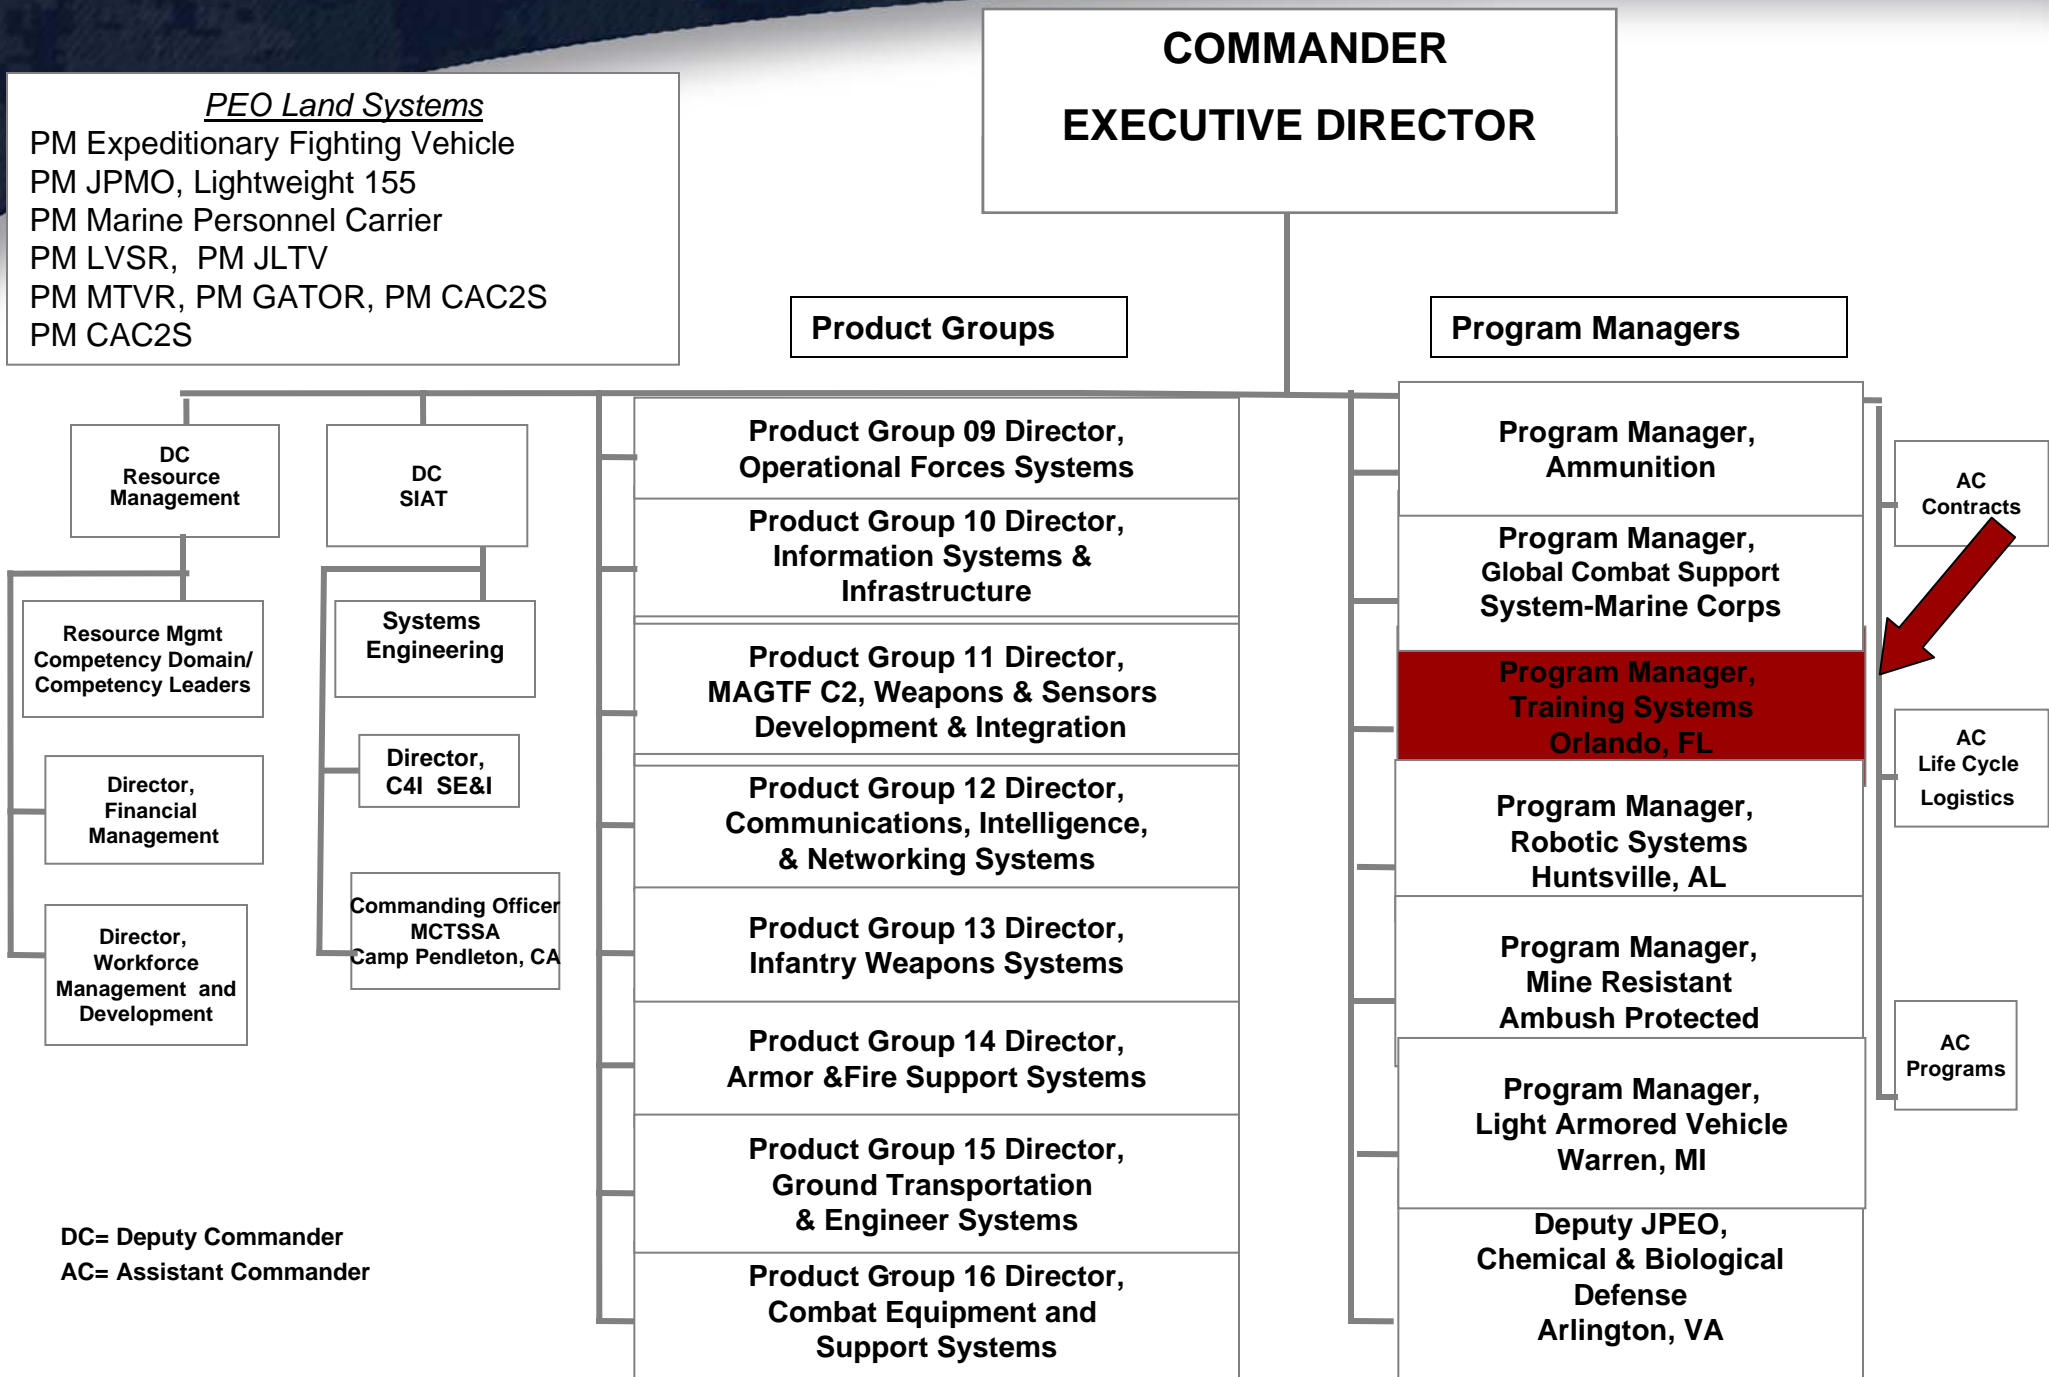 COMMANDER
EXECUTIVE DIRECTOR
PEO Land Systems
PM Expeditionary Fighting Vehicle
PM JPMO, Lightweight 155
PM Marine Personnel Carrier
PM LVSR, PM JLTV
PM MTVR, PM GATOR, PM CAC2S
PM CAC2S
Product Groups
Program Managers
DC
Resource
Management
Resource Mgmt
Competency Domain/
Competency Leaders
Director,
Financial
Management
Director,
Workforce
Management and
Development
DC
SIAT
Systems
Engineering
Director,
C4I SE&I
Commanding Officer
MCTSSA
Camp Pendleton, CA
Product Group 09 Director,
Operational Forces Systems
Product Group 10 Director,
Information Systems &
Infrastructure
Product Group 11 Director,
MAGTF C2, Weapons & Sensors
Development & Integration
Product Group 12 Director,
Communications, Intelligence,
& Networking Systems
Product Group 13 Director,
Infantry Weapons Systems
Product Group 14 Director,
Armor &Fire Support Systems
Product Group 15 Director,
Ground Transportation
& Engineer Systems
Product Group 16 Director,
Combat Equipment and
Support Systems
Program Manager,
Ammunition
Program Manager,
Global Combat Support
System-Marine Corps
Program Manager,
Training Systems
Orlando, FL
Program Manager,
Robotic Systems
Huntsville, AL
Program Manager,
Mine Resistant
Ambush Protected
Program Manager,
Light Armored Vehicle
Warren, MI
Deputy JPEO,
Chemical & Biological
Defense
Arlington, VA
AC
Contracts
AC
Life Cycle
Logistics
AC
Programs
DC= Deputy Commander
AC= Assistant Commander